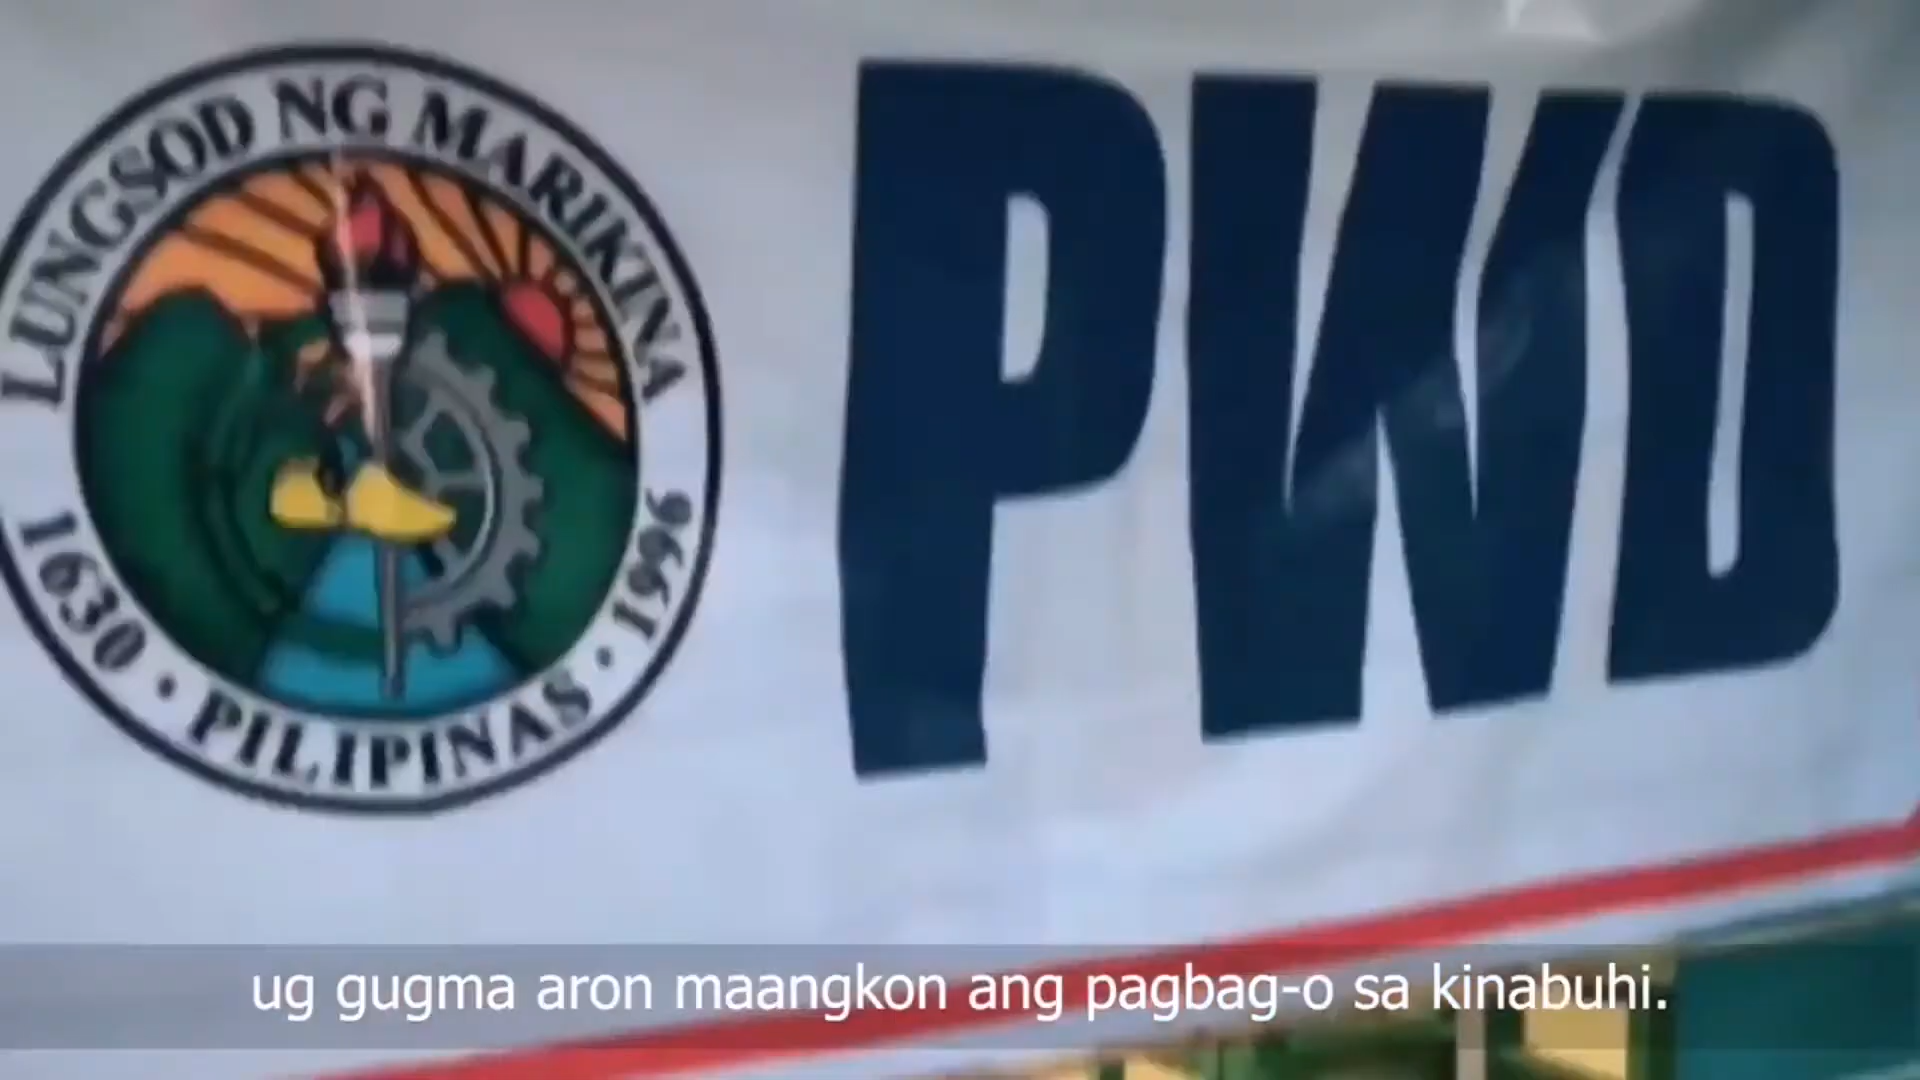 LUNGSOD NG MARIKINA
1630 · PILIPINAS · 1996
PWD
ug gugma aron maangkon ang pagbag-o sa kinabuhi.